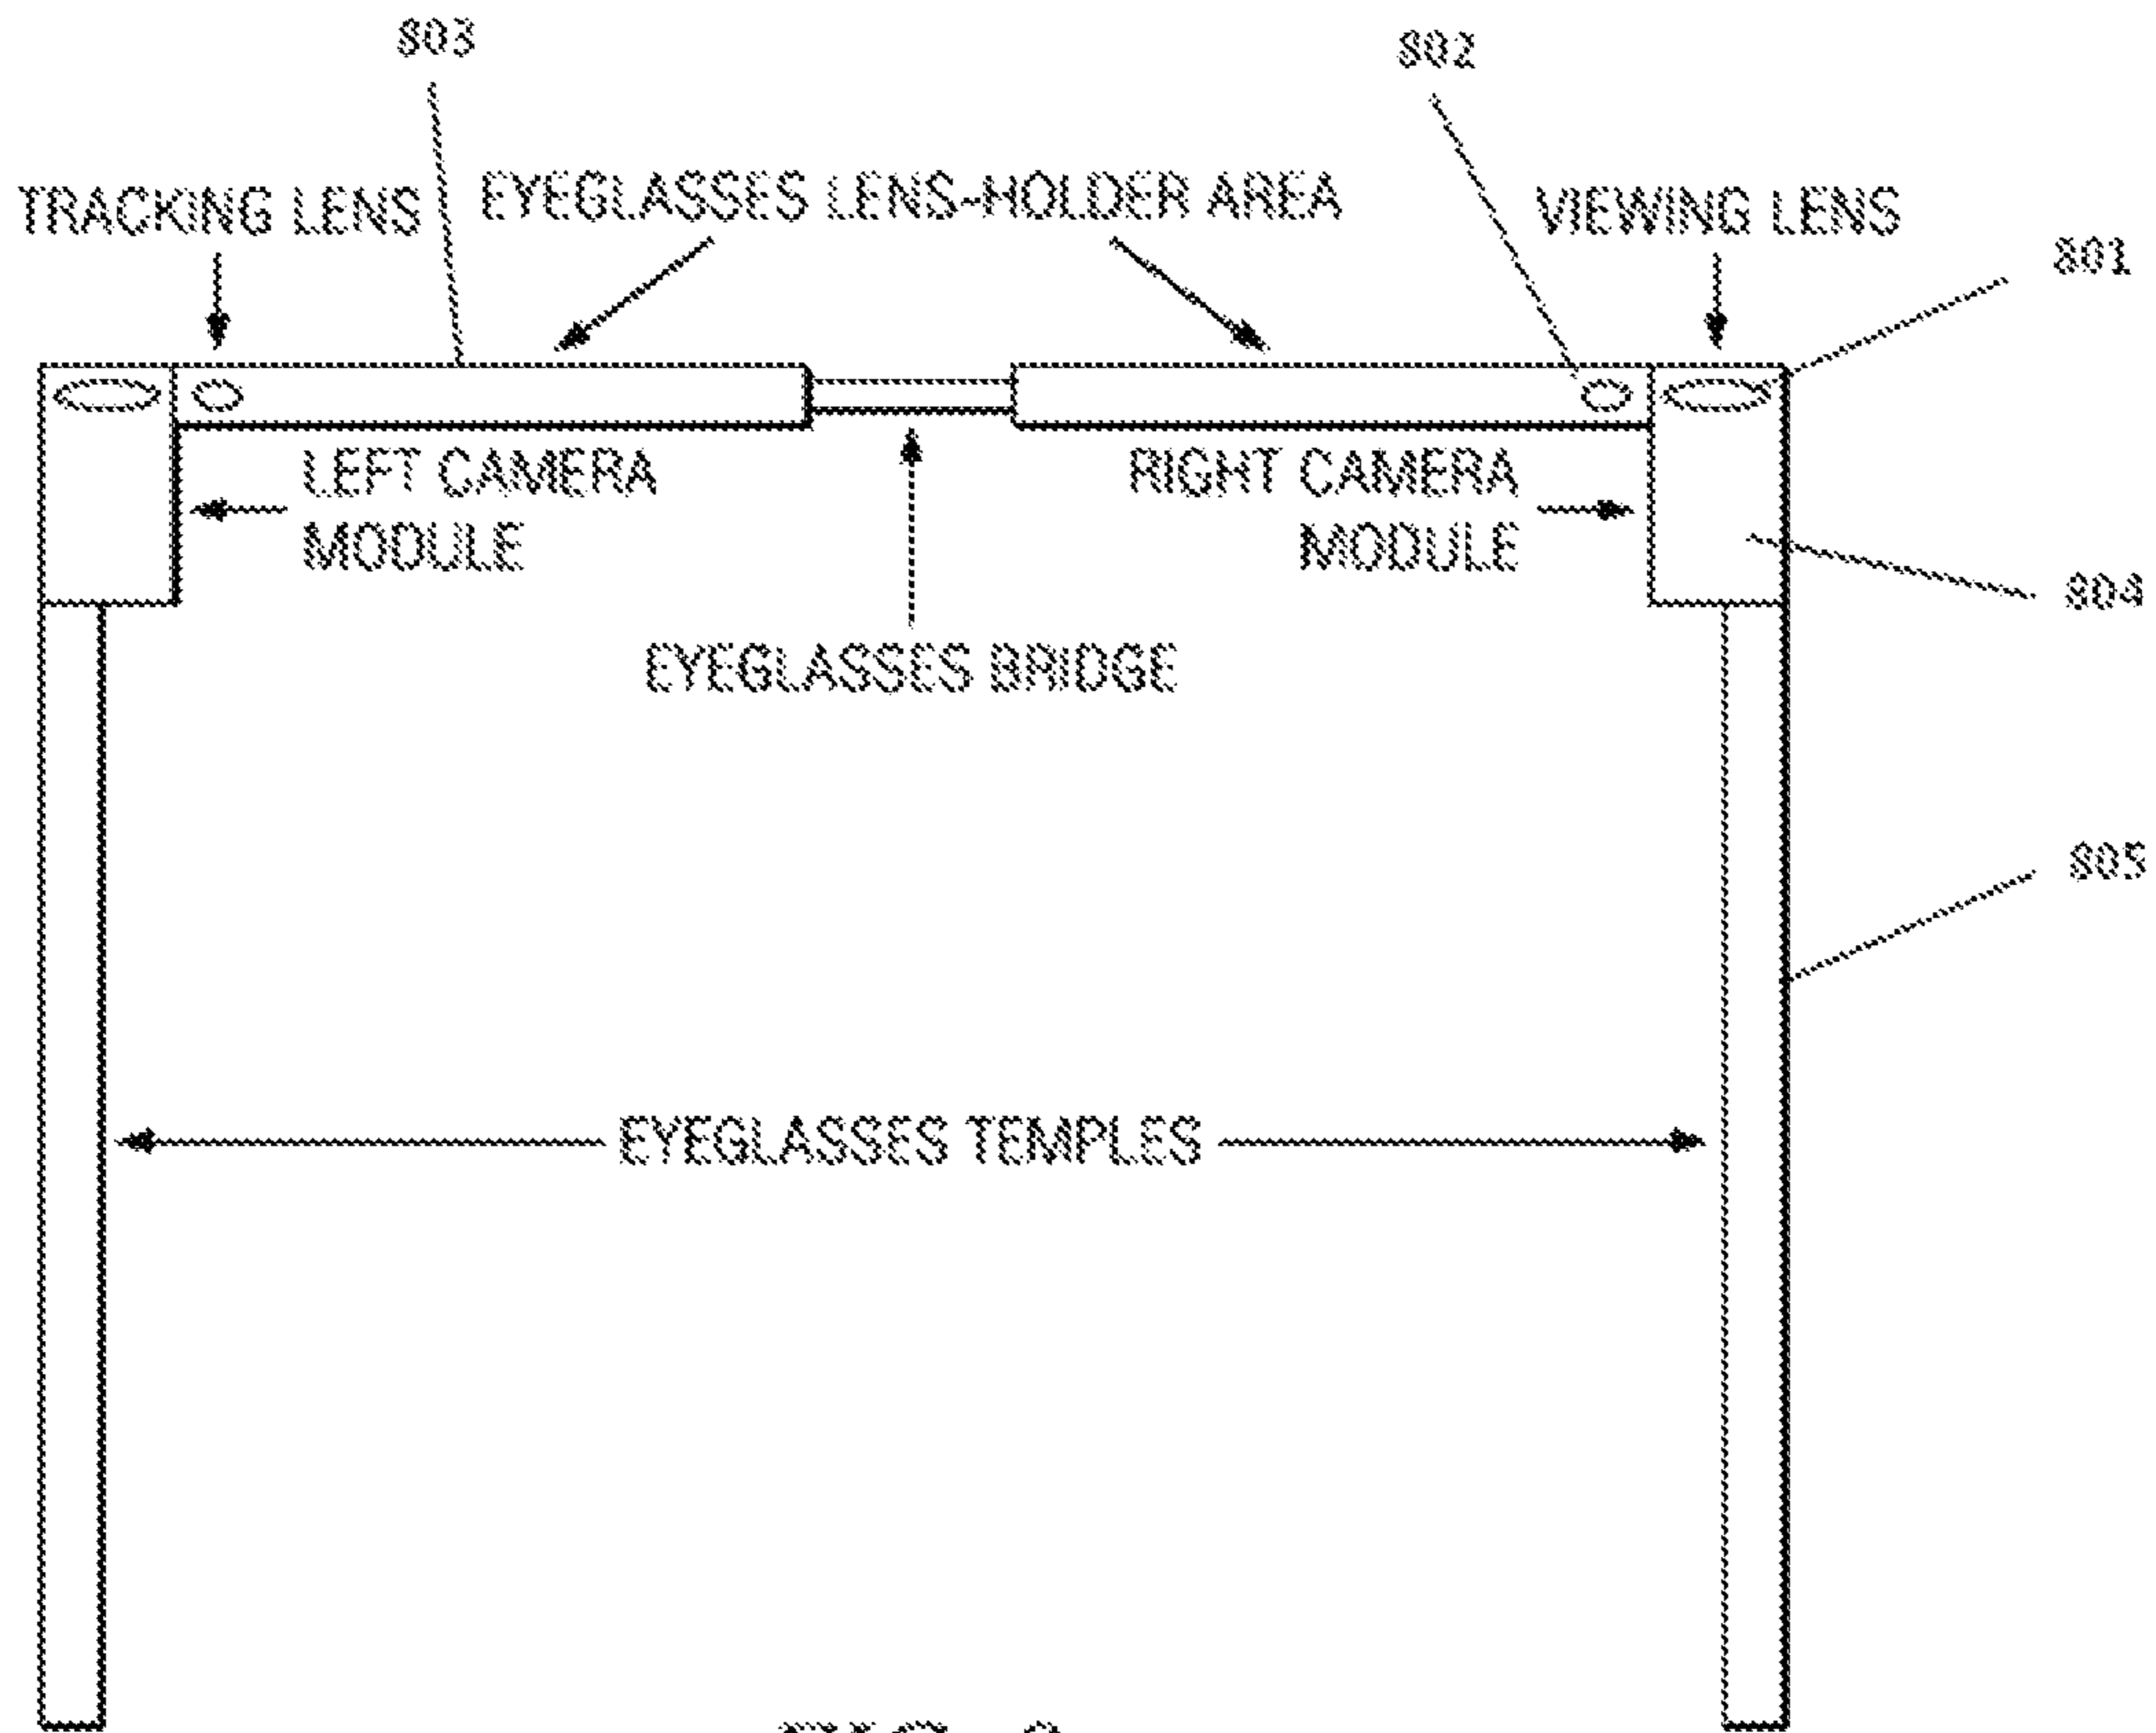 803
802
TRACKING LENS
EYEGLASSES LENS-HOLDER AREA
VIEWING LENS
801
LEFT CAMERA
MODULE
RIGHT CAMERA
MODULE
804
EYEGLASSES BRIDGE
805
EYEGLASSES TEMPLES